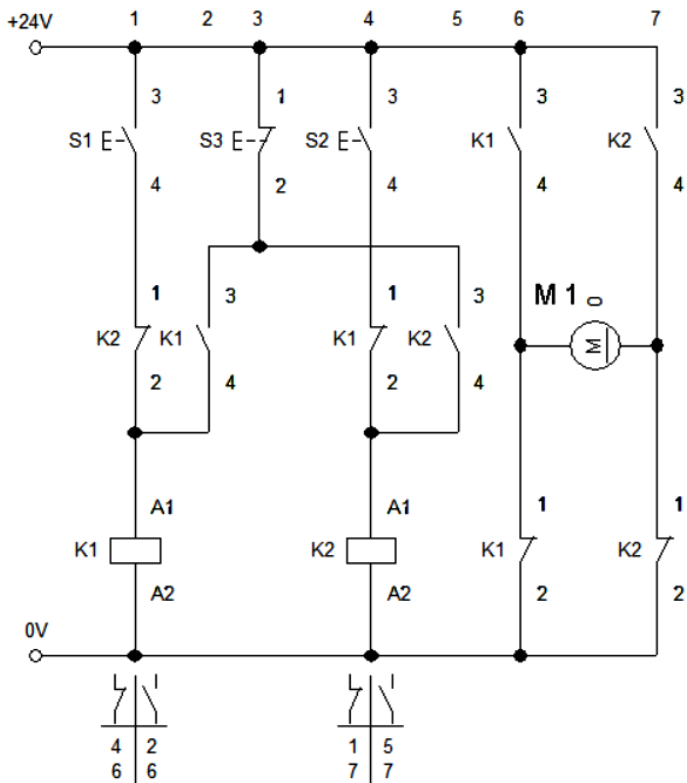 1 2 3 4 5 6 7
+24V
3 1 3 3 3
S1 S3 S2 K1 K2
4 2 4 4 4
1 3 1 3 M 1
K2 K1 K1 K2 M
2 4 2 4
1 1
A1 A1
K1 K2 K1 K2
A2 A2 2 2
0V
4 2 1 5
6 6 7 7